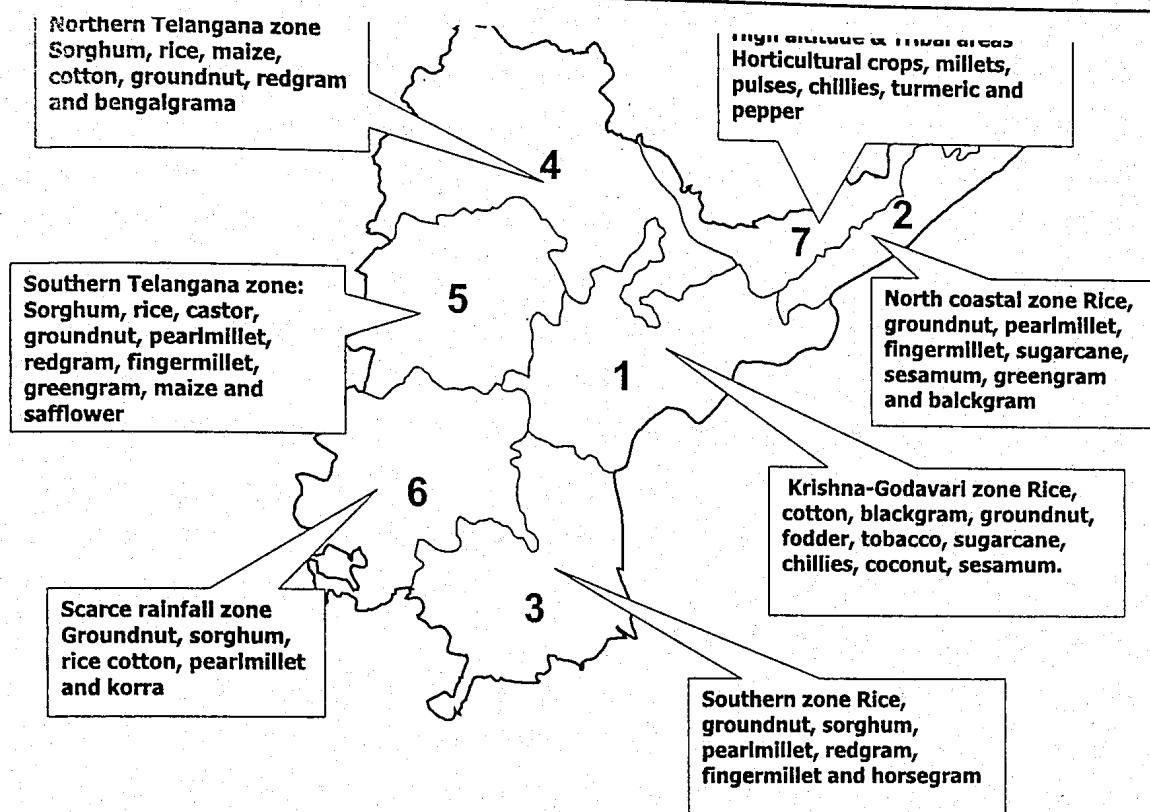 Northern Telangana zone
Sorghum, rice, maize,
cotton, groundnut, redgram
and bengalgrama
High altitude & Tribal areas
Horticultural crops, millets,
pulses, chillies, turmeric and
pepper
4
2
7
Southern Telangana zone:
Sorghum, rice, castor,
groundnut, pearlmillet,
redgram, fingermillet,
greengram, maize and
safflower
5
North coastal zone Rice,
groundnut, pearlmillet,
fingermillet, sugarcane,
sesamum, greengram
and balckgram
1
6
Krishna-Godavari zone Rice,
cotton, blackgram, groundnut,
fodder, tobacco, sugarcane,
chillies, coconut, sesamum.
Scarce rainfall zone
Groundnut, sorghum,
rice cotton, pearlmillet
and korra
3
Southern zone Rice,
groundnut, sorghum,
pearlmillet, redgram,
fingermillet and horsegram